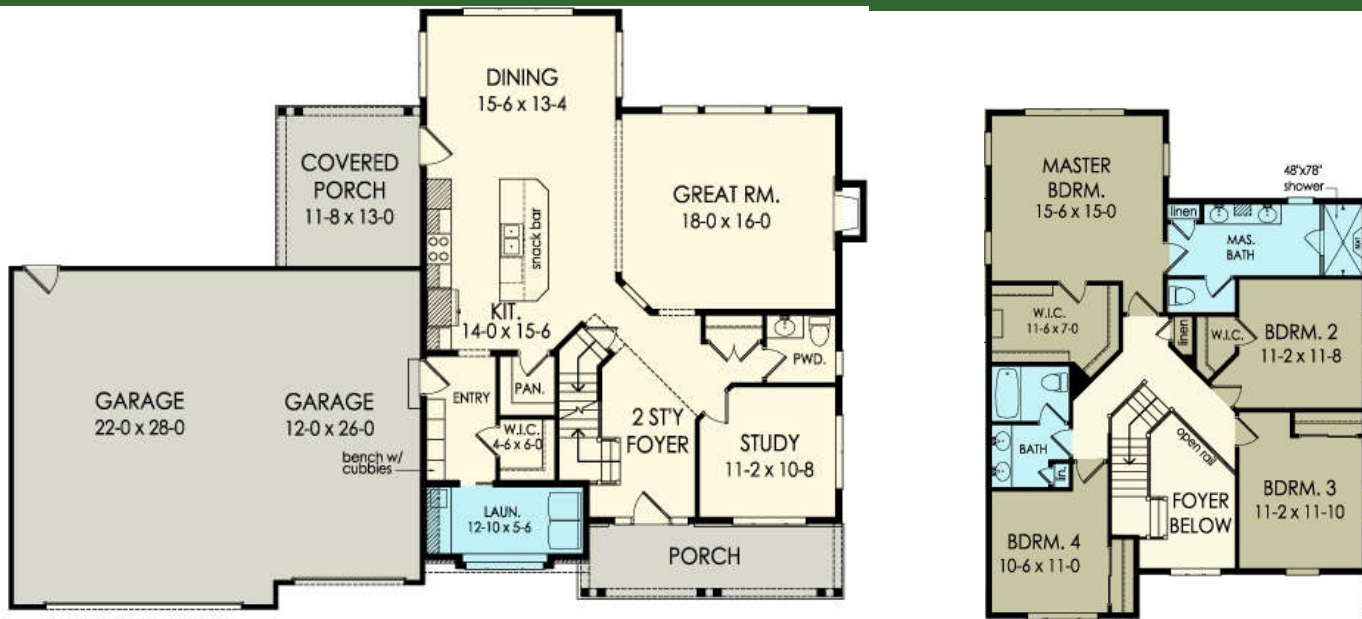 DINING
15-6 x 13-4
COVERED
PORCH
11-8 x 13-0
GREAT RM.
18-0 x 16-0
snack bar
KIT.
14-0 x 15-6
PWD.
PAN.
ENTRY
GARAGE
22-0 x 28-0
GARAGE
12-0 x 26-0
W.I.C.
4-6 x 6-0
2 ST'Y
FOYER
STUDY
11-2 x 10-8
bench w/
cubbies
LAUN.
12-10 x 5-6
PORCH
MASTER
BDRM.
15-6 x 15-0
48"x78"
shower
linen
MAS.
BATH
W.I.C.
11-6 x 7-0
linen
W.I.C.
BDRM. 2
11-2 x 11-8
open rail
BATH
lin.
FOYER
BELOW
BDRM. 3
11-2 x 11-10
BDRM. 4
10-6 x 11-0